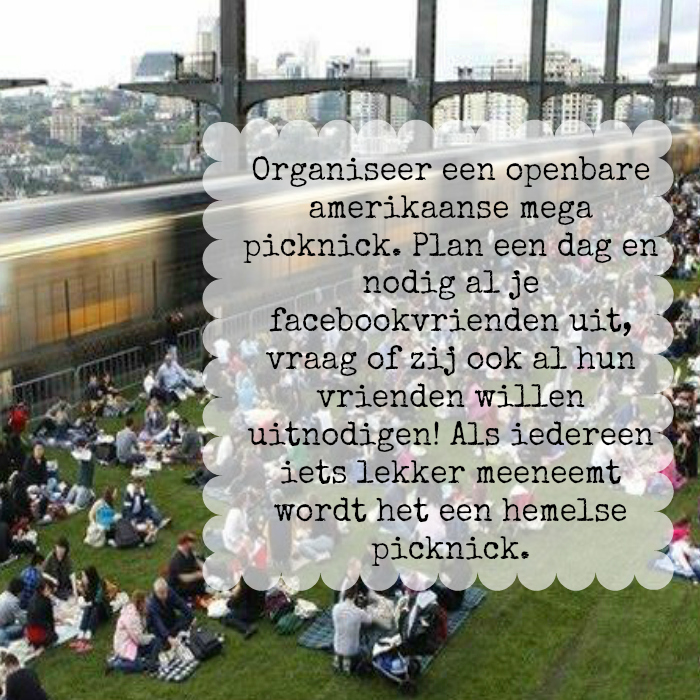 Organiseer een openbare
amerikaanse mega
picknick. Plan een dag en
nodig al je
facebookvrienden uit,
vraag of zij ook al hun
vrienden willen
uitnodigen! Als iedereen
iets lekker meeneemt
wordt het een hemelse
picknick.